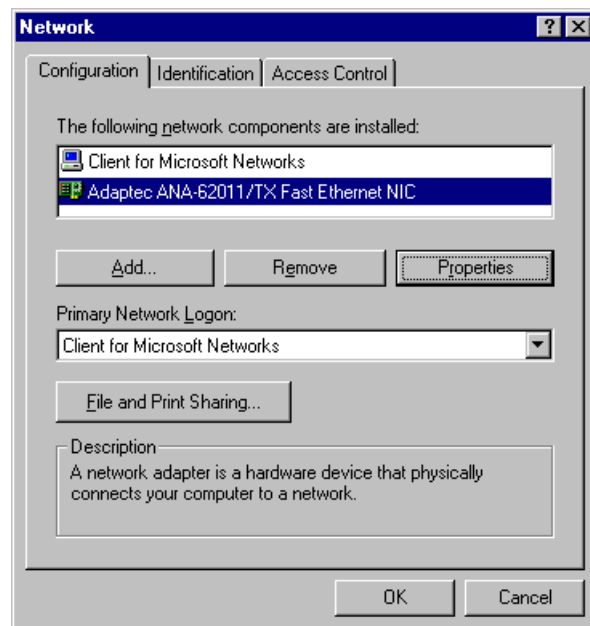 Network
Configuration Identification Access Control
The following network components are installed:
Client for Microsoft Networks
Adaptec ANA-62011/TX Fast Ethernet NIC
Add... Remove Properties
Primary Network Logon:
Client for Microsoft Networks
File and Print Sharing...
Description
A network adapter is a hardware device that physically
connects your computer to a network.
OK Cancel